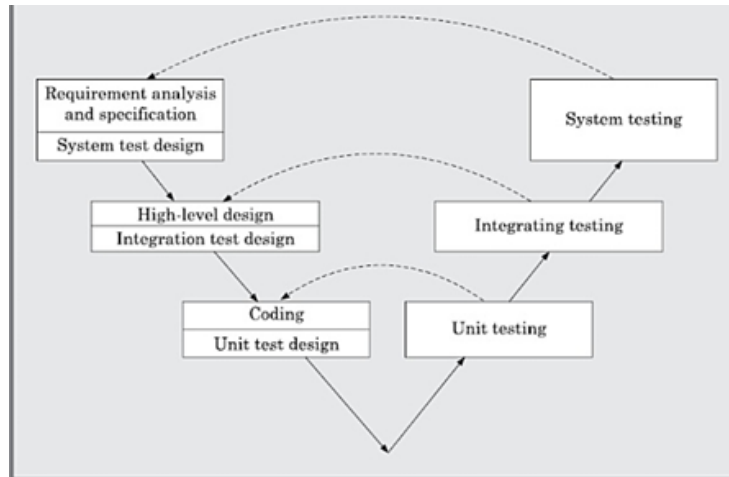 Requirement analysis
and specification
System test design
System testing
High-level design
Integration test design
Integrating testing
Coding
Unit test design
Unit testing